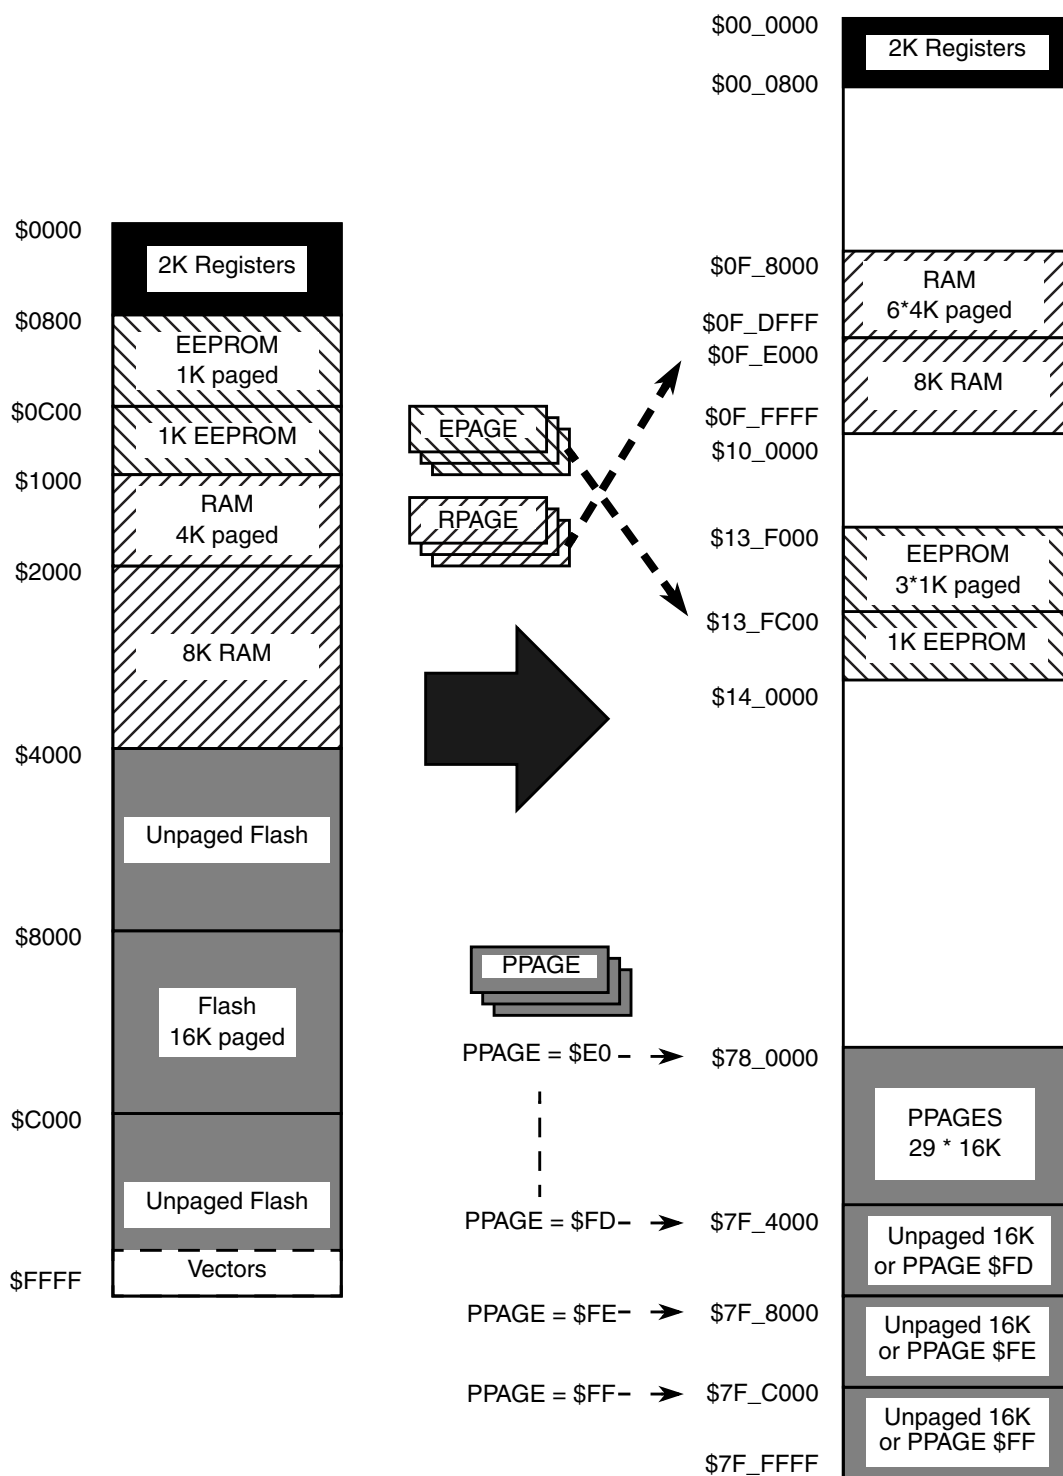 $0000
2K Registers
$0800
EEPROM
1K paged
$0C00
1K EEPROM
$1000
RAM
4K paged
$2000
8K RAM
$4000
Unpaged Flash
$8000
Flash
16K paged
$C000
Unpaged Flash
Vectors
$FFFF
EPAGE
RPAGE
PPAGE
PPAGE = $E0
PPAGE = $FD
PPAGE = $FE
PPAGE = $FF
$00_0000
2K Registers
$00_0800
$0F_8000
RAM
6*4K paged
$0F_DFFF
$0F_E000
8K RAM
$0F_FFFF
$10_0000
$13_F000
EEPROM
3*1K paged
$13_FC00
1K EEPROM
$14_0000
$78_0000
PPAGES
29 * 16K
$7F_4000
Unpaged 16K
or PPAGE $FD
$7F_8000
Unpaged 16K
or PPAGE $FE
$7F_C000
Unpaged 16K
or PPAGE $FF
$7F_FFFF